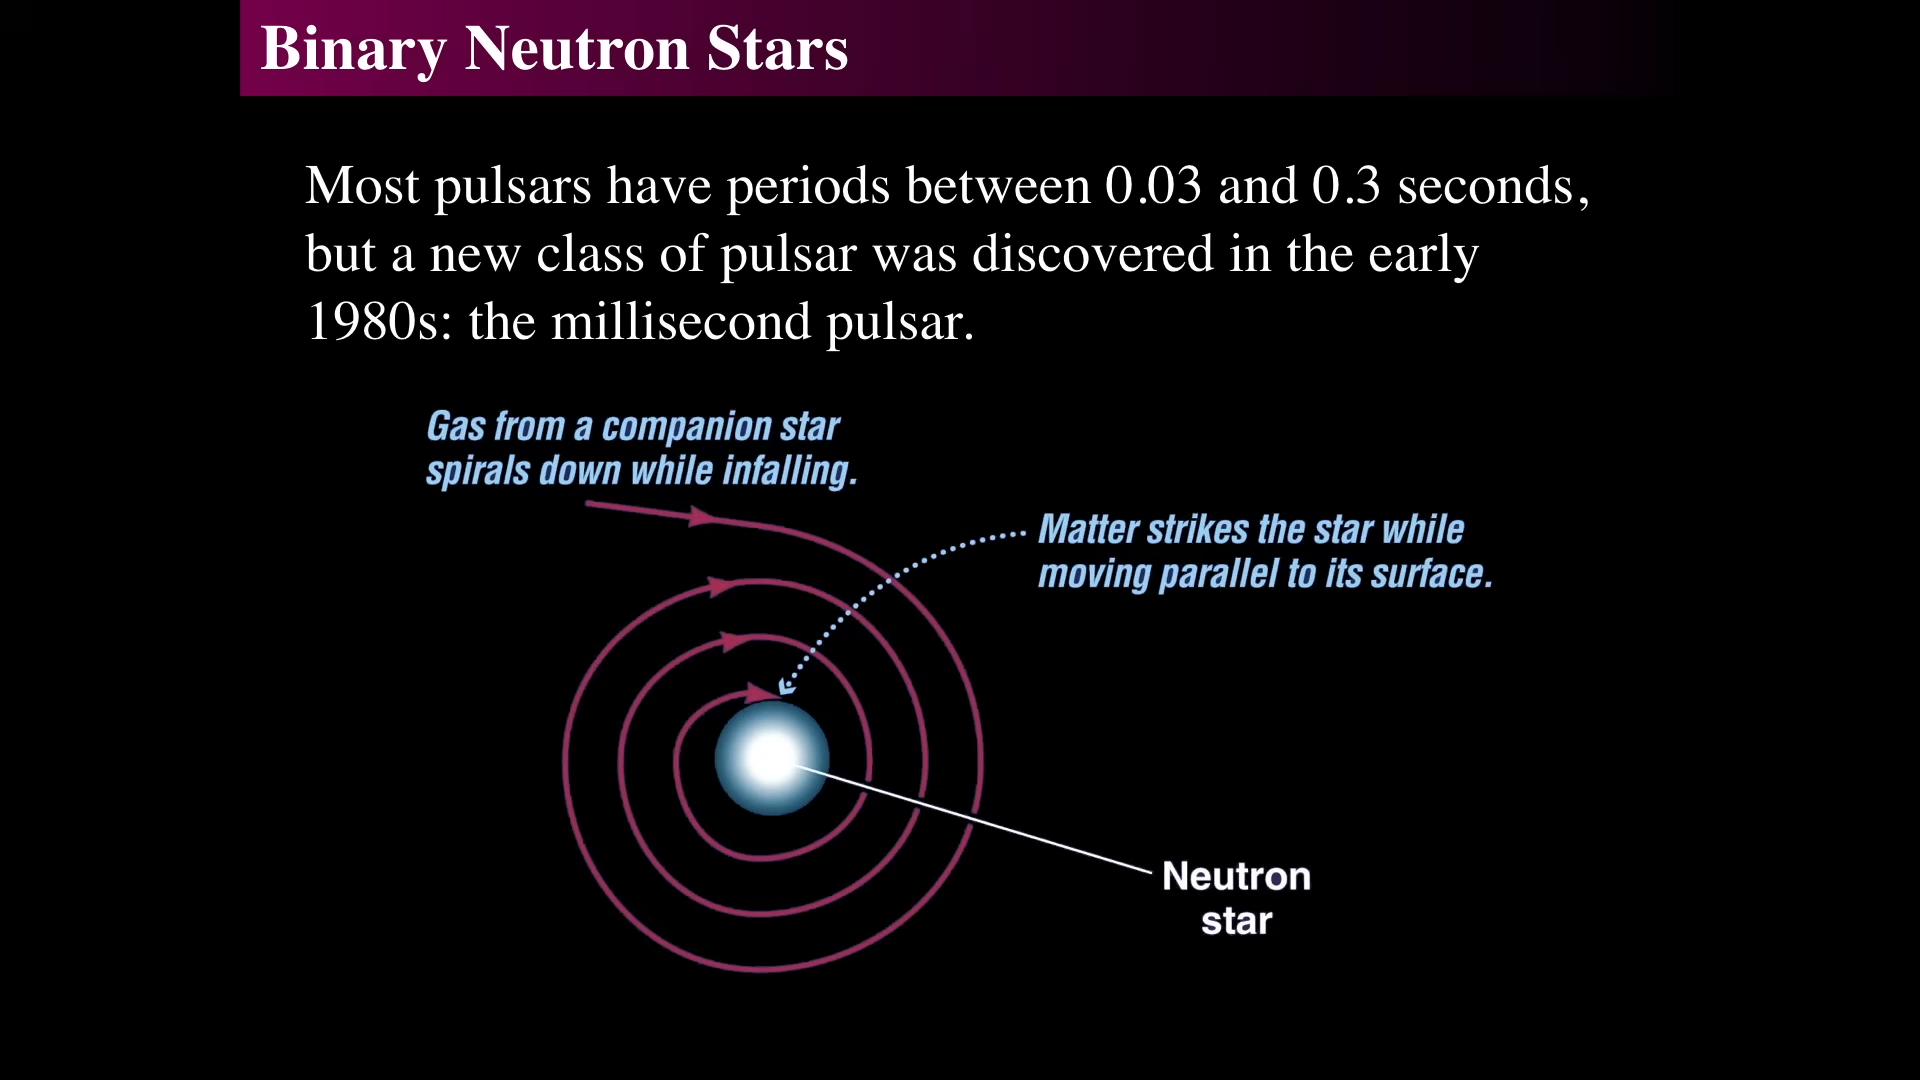 Binary Neutron Stars
Most pulsars have periods between 0.03 and 0.3 seconds,
but a new class of pulsar was discovered in the early
1980s: the millisecond pulsar.
Gas from a companion star
spirals down while infalling.
Matter strikes the star while
moving parallel to its surface.
Neutron
star